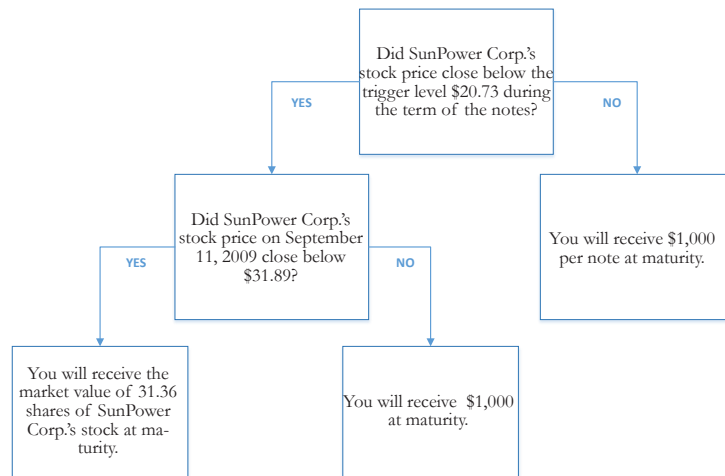 Did SunPower Corp.'s
stock price close below the
trigger level $20.73 during
the term of the notes?
YES
NO
Did SunPower Corp.'s
stock price on September
11, 2009 close below
$31.89?
You will receive $1,000
per note at maturity.
YES
NO
You will receive the
market value of 31.36
shares of SunPower
Corp.'s stock at ma-
turity.
You will receive $1,000
at maturity.